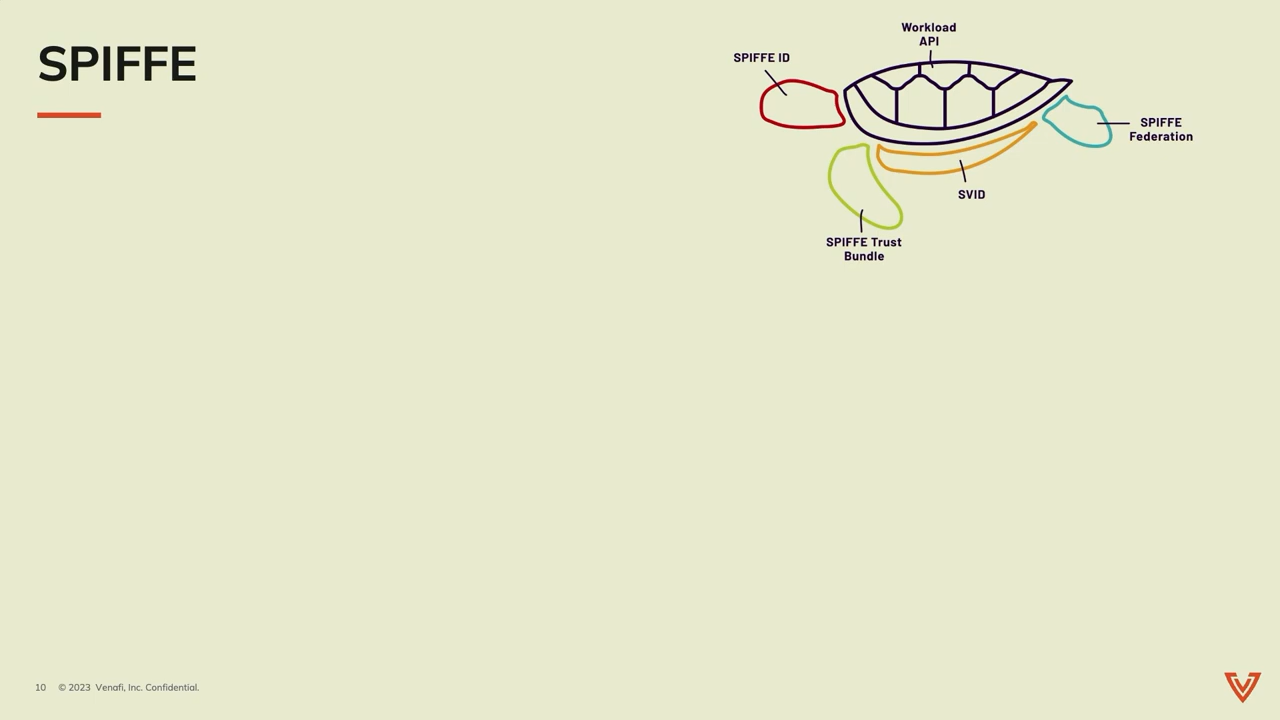 SPIFFE
Workload
API
SPIFFE ID
SPIFFE
Federation
SVID
SPIFFE Trust
Bundle
10 © 2023 Venafi, Inc. Confidential.